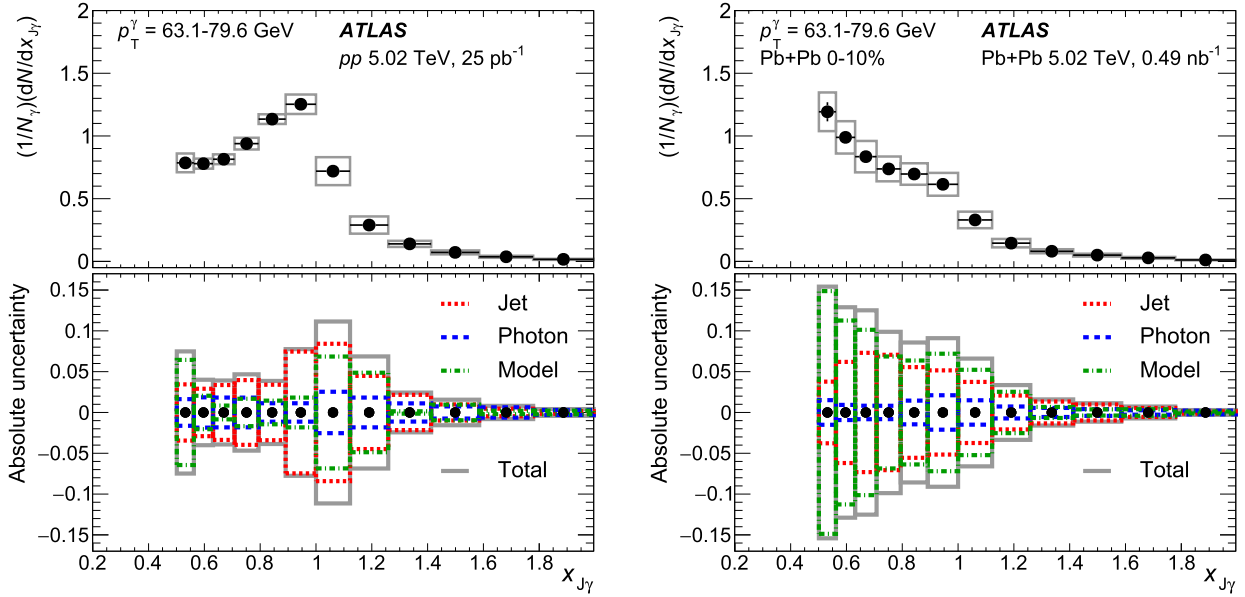 p_T^γ = 63.1-79.6 GeV
ATLAS
pp 5.02 TeV, 25 pb⁻¹
(1/N_γ)(dN/dx_Jγ)
2
1.5
1
0.5
0
Jet
Photon
Model
Total
Absolute uncertainty
0.15
0.1
0.05
0
−0.05
−0.1
−0.15
0.2 0.4 0.6 0.8 1 1.2 1.4 1.6 1.8
x_Jγ
p_T^γ = 63.1-79.6 GeV
ATLAS
Pb+Pb 0-10%
Pb+Pb 5.02 TeV, 0.49 nb⁻¹
(1/N_γ)(dN/dx_Jγ)
2
1.5
1
0.5
0
Jet
Photon
Model
Total
Absolute uncertainty
0.15
0.1
0.05
0
−0.05
−0.1
−0.15
0.2 0.4 0.6 0.8 1 1.2 1.4 1.6 1.8
x_Jγ